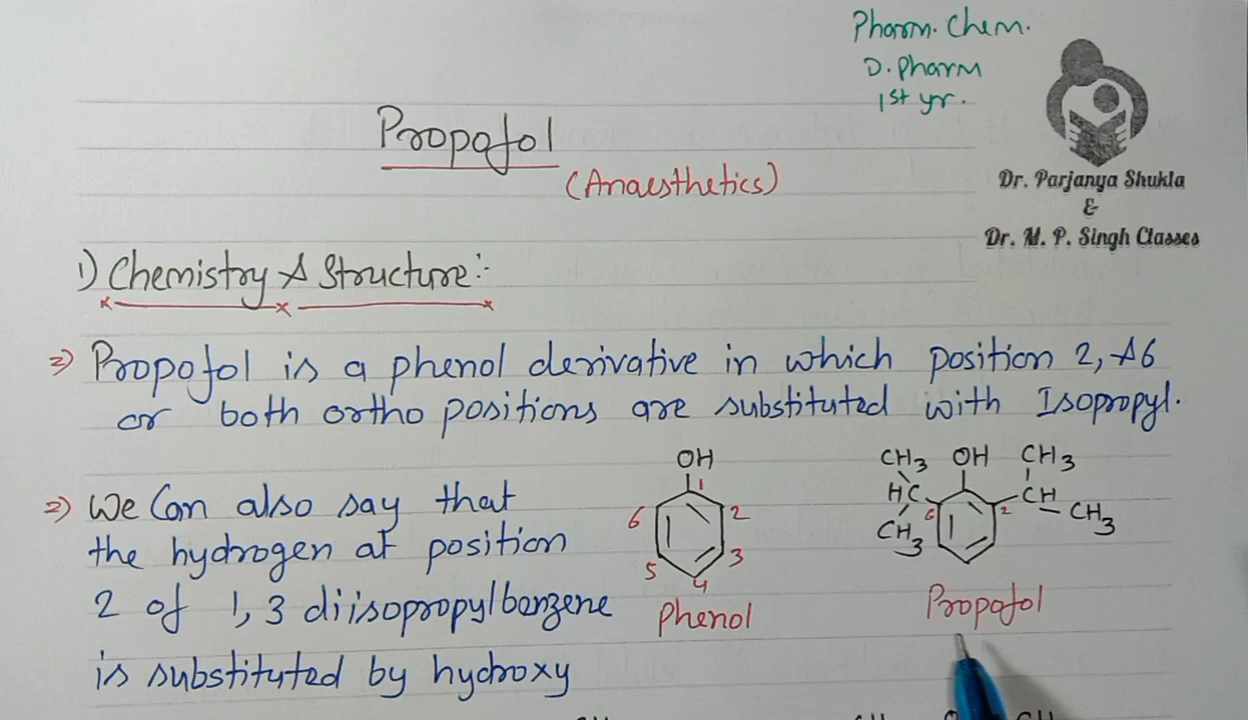 Pharm. Chem.
D. Pharm
1st yr.
Propofol
(Anaesthetics)
Dr. Parjanya Shukla
&
Dr. M. P. Singh Classes
1) Chemistry & Structure:-
⇒ Propofol is a phenol derivative in which position 2, & 6
or both ortho positions are substituted with Isopropyl.
⇒ We Can also say that
the hydrogen at position
2 of 1,3 diisopropylbenzene
is substituted by hydroxy
OH
1
6 2
5 3
4
Phenol
CH3 OH CH3
HC 6 2 CH
CH3 CH3
Propofol